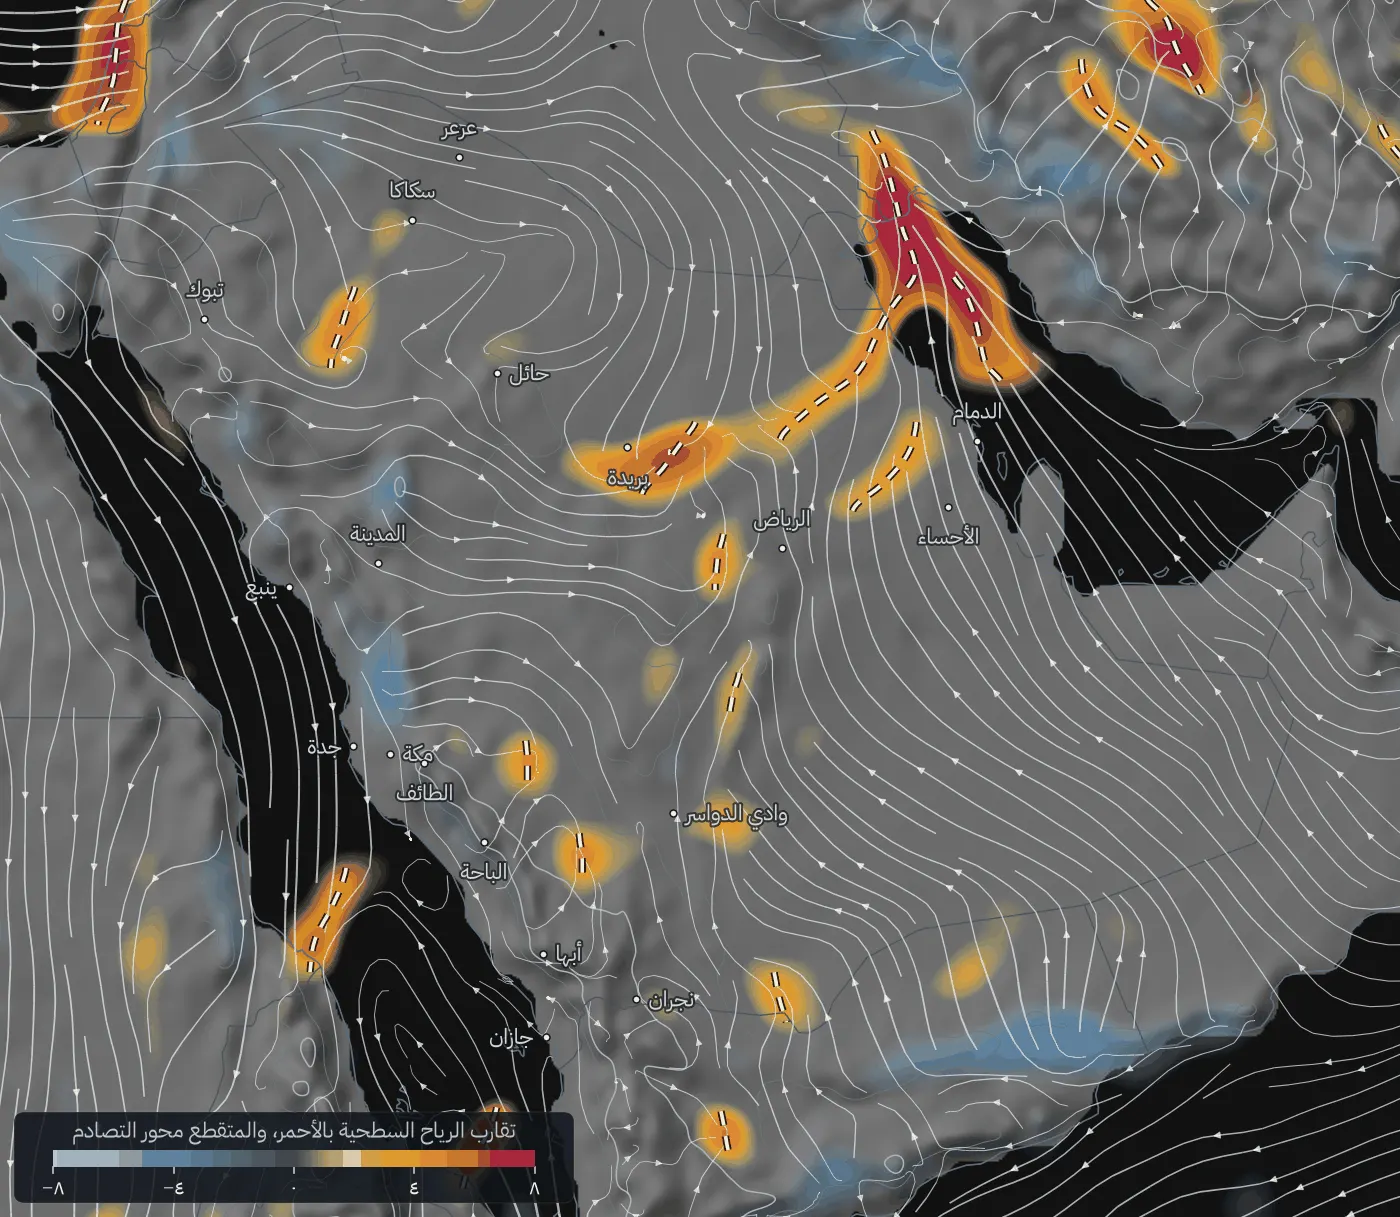 عرعر
سكاكا
تبوك
حائل
الدمام
بريدة
الرياض
الأحساء
المدينة
ينبع
جدة
مكة
الطائف
وادي الدواسر
الباحة
أبها
نجران
جازان
تقارب الرياح السطحية بالأحمر، والمتقطع محور التصادم
−٨ −٤ ٠ ٤ ٨